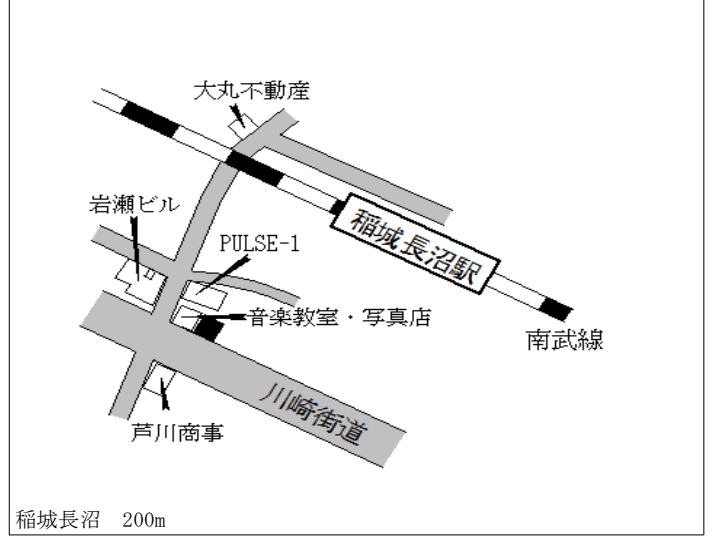 大丸不動産
岩瀬ビル
稲城長沼駅
PULSE-1
音楽教室・写真店
南武線
川崎街道
芦川商事
稲城長沼　200m